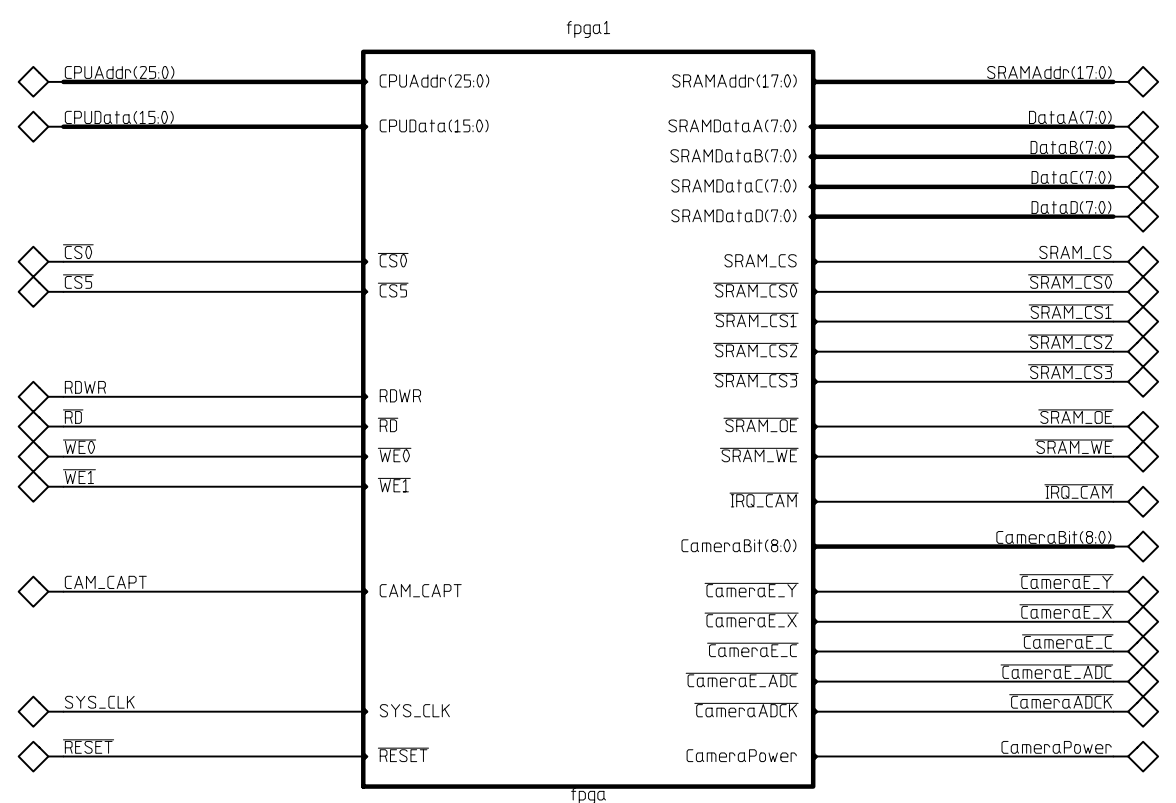 fpga1
CPUAddr(25:0) CPUAddr(25:0) SRAMAddr(17:0) SRAMAddr(17:0)
CPUData(15:0) CPUData(15:0) SRAMDataA(7:0) DataA(7:0)
SRAMDataB(7:0) DataB(7:0)
SRAMDataC(7:0) DataC(7:0)
SRAMDataD(7:0) DataD(7:0)
CS0 CS0 SRAM_CS SRAM_CS
CS5 CS5 SRAM_CS0 SRAM_CS0
SRAM_CS1 SRAM_CS1
SRAM_CS2 SRAM_CS2
SRAM_CS3 SRAM_CS3
RDWR RDWR
RD RD SRAM_OE SRAM_OE
WE0 WE0 SRAM_WE SRAM_WE
WE1 WE1
IRQ_CAM IRQ_CAM
CameraBit(8:0) CameraBit(8:0)
CAM_CAPT CAM_CAPT CameraE_Y CameraE_Y
CameraE_X CameraE_X
CameraE_C CameraE_C
CameraE_ADC CameraE_ADC
SYS_CLK SYS_CLK CameraADCK CameraADCK
RESET RESET CameraPower CameraPower
fpga